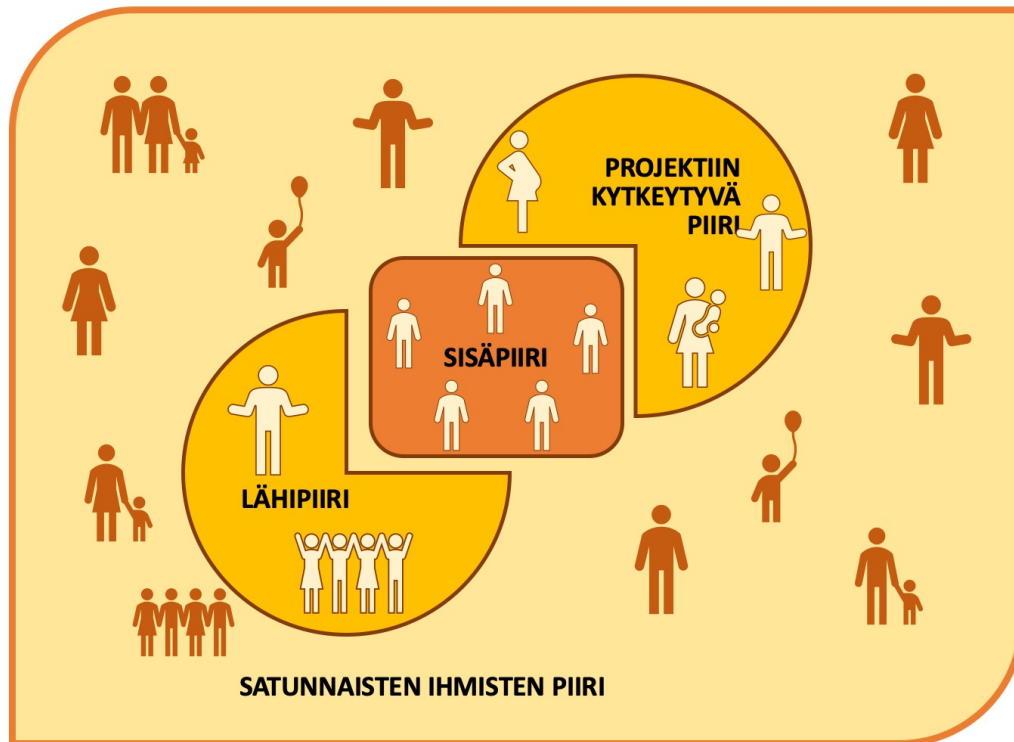 PROJEKTIIN
KYTKEYTYVÄ
PIIRI
SISÄPIIRI
LÄHIPIIRI
SATUNNAISTEN IHMISTEN PIIRI